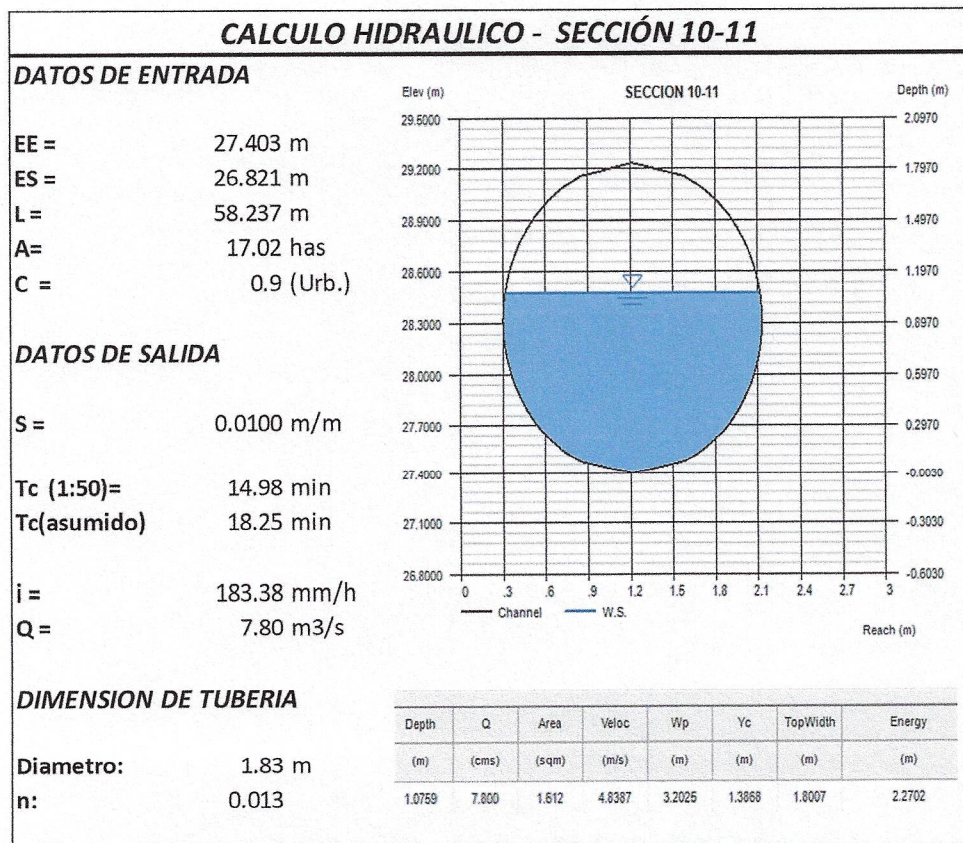 CALCULO HIDRAULICO - SECCIÓN 10-11
DATOS DE ENTRADA
EE = 27.403 m
ES = 26.821 m
L = 58.237 m
A= 17.02 has
C = 0.9 (Urb.)
DATOS DE SALIDA
S = 0.0100 m/m
Tc (1:50)= 14.98 min
Tc(asumido) 18.25 min
i = 183.38 mm/h
Q = 7.80 m3/s
DIMENSION DE TUBERIA
Diametro: 1.83 m
n: 0.013
Elev (m) SECCION 10-11 Depth (m)
29.5000 2.0970
29.2000 1.7970
28.9000 1.4970
28.6000 1.1970
28.3000 0.8970
28.0000 0.5970
27.7000 0.2970
27.4000 -0.0030
27.1000 -0.3030
26.8000 -0.6030
0 .3 .6 .9 1.2 1.5 1.8 2.1 2.4 2.7 3
Channel W.S.
Reach (m)
Depth Q Area Veloc Wp Yc TopWidth Energy
(m) (cms) (sqm) (m/s) (m) (m) (m) (m)
1.0759 7.800 1.612 4.8387 3.2025 1.3868 1.8007 2.2702